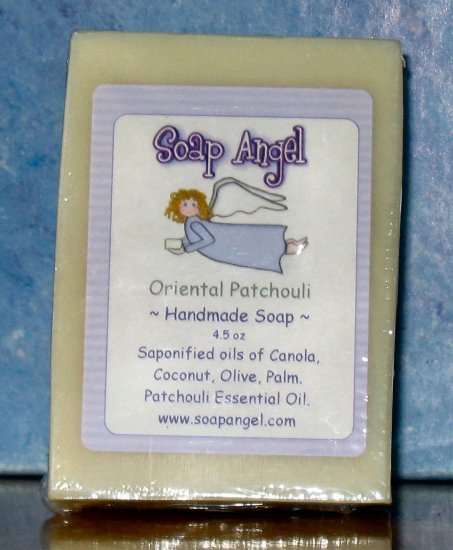 Soap Angel
Oriental Patchouli
~ Handmade Soap ~
4.5 oz
Saponified oils of Canola,
Coconut, Olive, Palm.
Patchouli Essential Oil.
www.soapangel.com